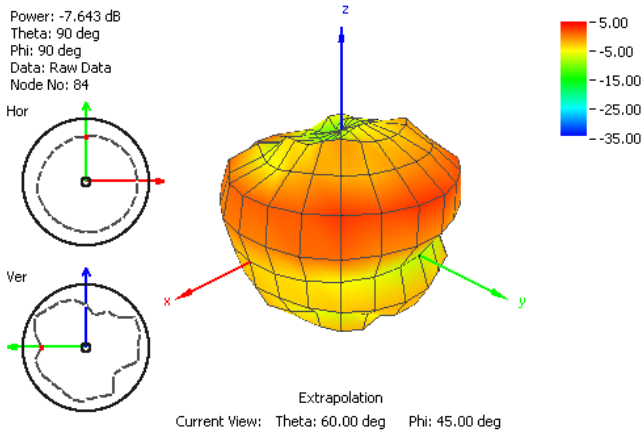 Power: -7.643 dB
Theta: 90 deg
Phi: 90 deg
Data: Raw Data
Node No: 84
Hor
Ver
z
x
y
5.00
-5.00
-15.00
-25.00
-35.00
Extrapolation
Current View: Theta: 60.00 deg Phi: 45.00 deg